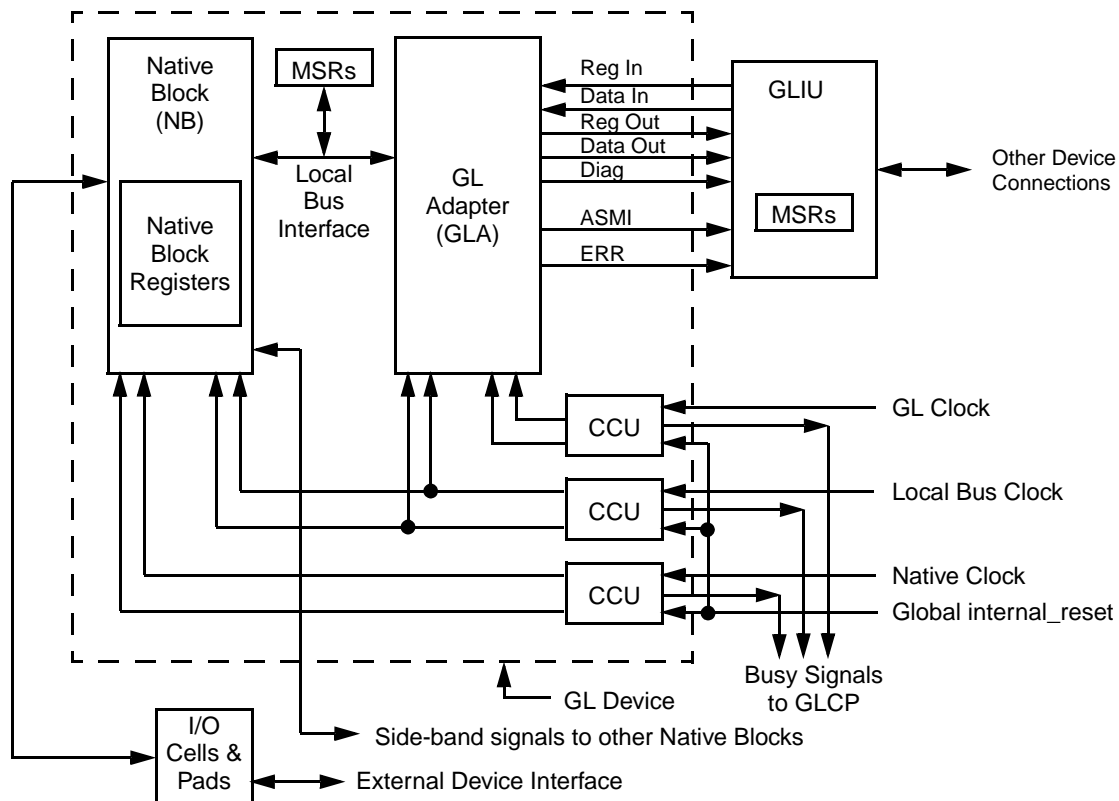 Native
Block
(NB)
MSRs
Native
Block
Registers
Local
Bus
Interface
GL
Adapter
(GLA)
Reg In
Data In
Reg Out
Data Out
Diag
ASMI
ERR
GLIU
MSRs
Other Device
Connections
CCU
GL Clock
CCU
Local Bus Clock
CCU
Native Clock
Global internal_reset
Busy Signals
to GLCP
GL Device
Side-band signals to other Native Blocks
I/O
Cells &
Pads
External Device Interface